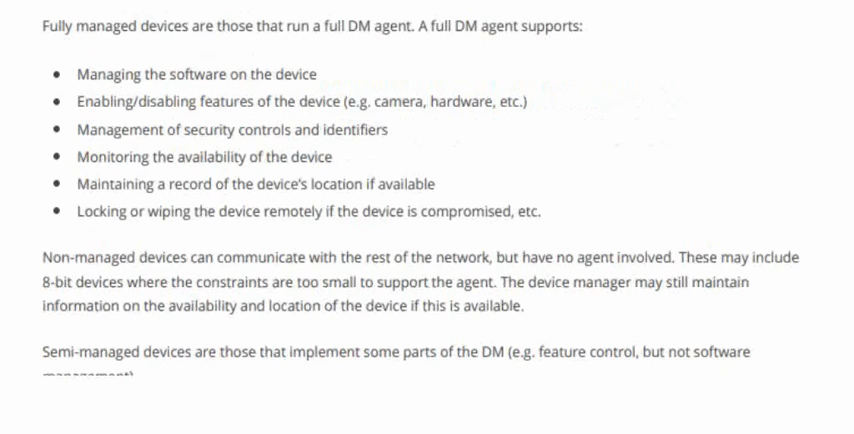 Fully managed devices are those that run a full DM agent. A full DM agent supports:
• Managing the software on the device
• Enabling/disabling features of the device (e.g. camera, hardware, etc.)
• Management of security controls and identifiers
• Monitoring the availability of the device
• Maintaining a record of the device's location if available
• Locking or wiping the device remotely if the device is compromised, etc.
Non-managed devices can communicate with the rest of the network, but have no agent involved. These may include
8-bit devices where the constraints are too small to support the agent. The device manager may still maintain
information on the availability and location of the device if this is available.
Semi-managed devices are those that implement some parts of the DM (e.g. feature control, but not software